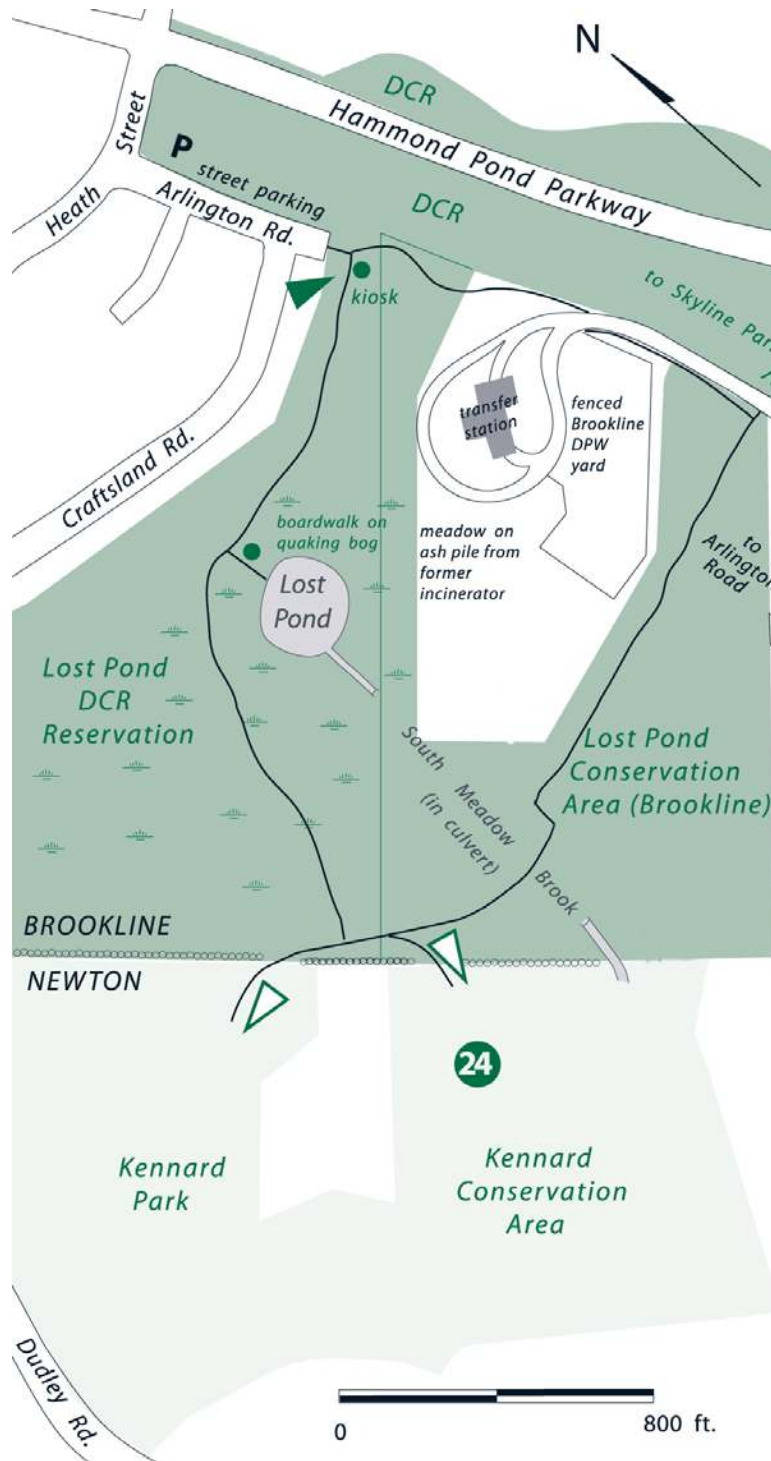 N
DCR
Hammond Pond Parkway
Street
Heath
P
street parking
Arlington Rd.
DCR
kiosk
to Skyline Par
transfer
station
fenced
Brookline
DPW
yard
Craftsland Rd.
boardwalk on
quaking bog
meadow on
ash pile from
former
incinerator
to
Arlington
Road
Lost
Pond
Lost Pond
DCR
Reservation
South Meadow Brook
(in culvert)
Lost Pond
Conservation
Area (Brookline)
BROOKLINE
NEWTON
24
Kennard
Park
Kennard
Conservation
Area
Dudley Rd.
0
800 ft.